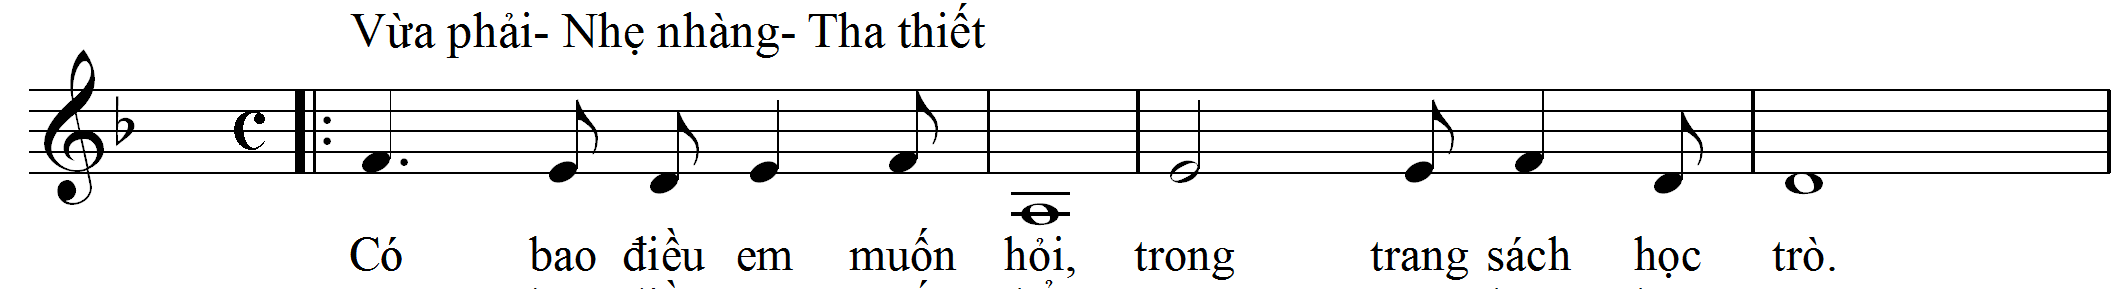 Vừa phải- Nhẹ nhàng- Tha thiết
Có bao điều em muốn hỏi, trong trang sách học trò.